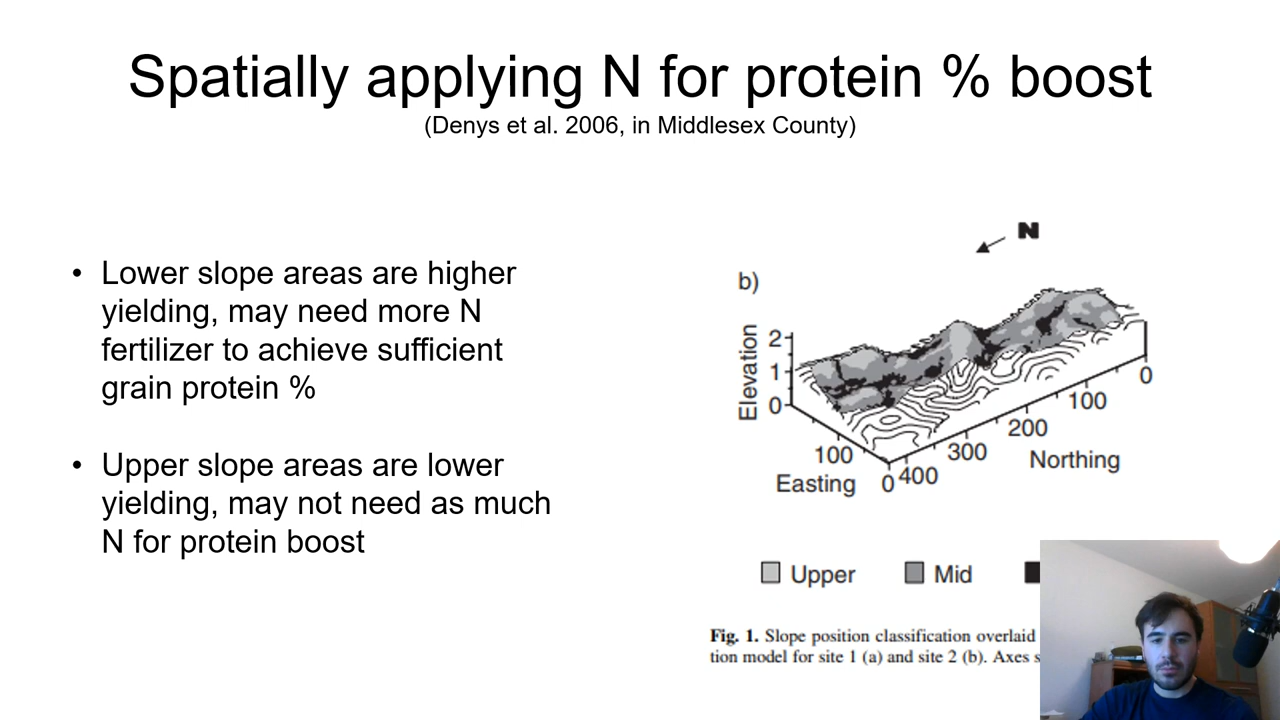 Spatially applying N for protein % boost
(Denys et al. 2006, in Middlesex County)
• Lower slope areas are higher
yielding, may need more N
fertilizer to achieve sufficient
grain protein %
• Upper slope areas are lower
yielding, may not need as much
N for protein boost
N
b)
Elevation
2
1
0
100
Easting
0
400
300
200
100
0
Northing
Upper
Mid
Fig. 1. Slope position classification overlaid
tion model for site 1 (a) and site 2 (b). Axes